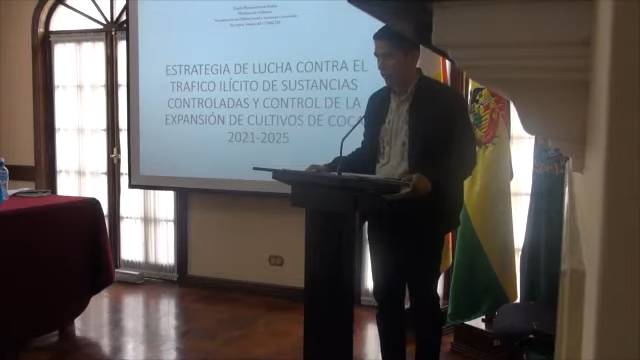 ESTRATEGIA DE LUCHA CONTRA EL
TRAFICO ILÍCITO DE SUSTANCIAS
CONTROLADAS Y CONTROL DE LA
EXPANSIÓN DE CULTIVOS DE COCA
2021-2025